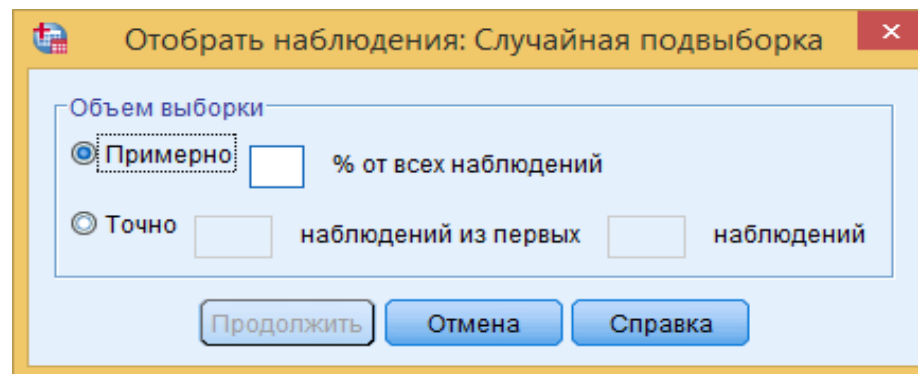 Отобрать наблюдения: Случайная подвыборка
Объем выборки
Примерно % от всех наблюдений
Точно наблюдений из первых наблюдений
Продолжить Отмена Справка